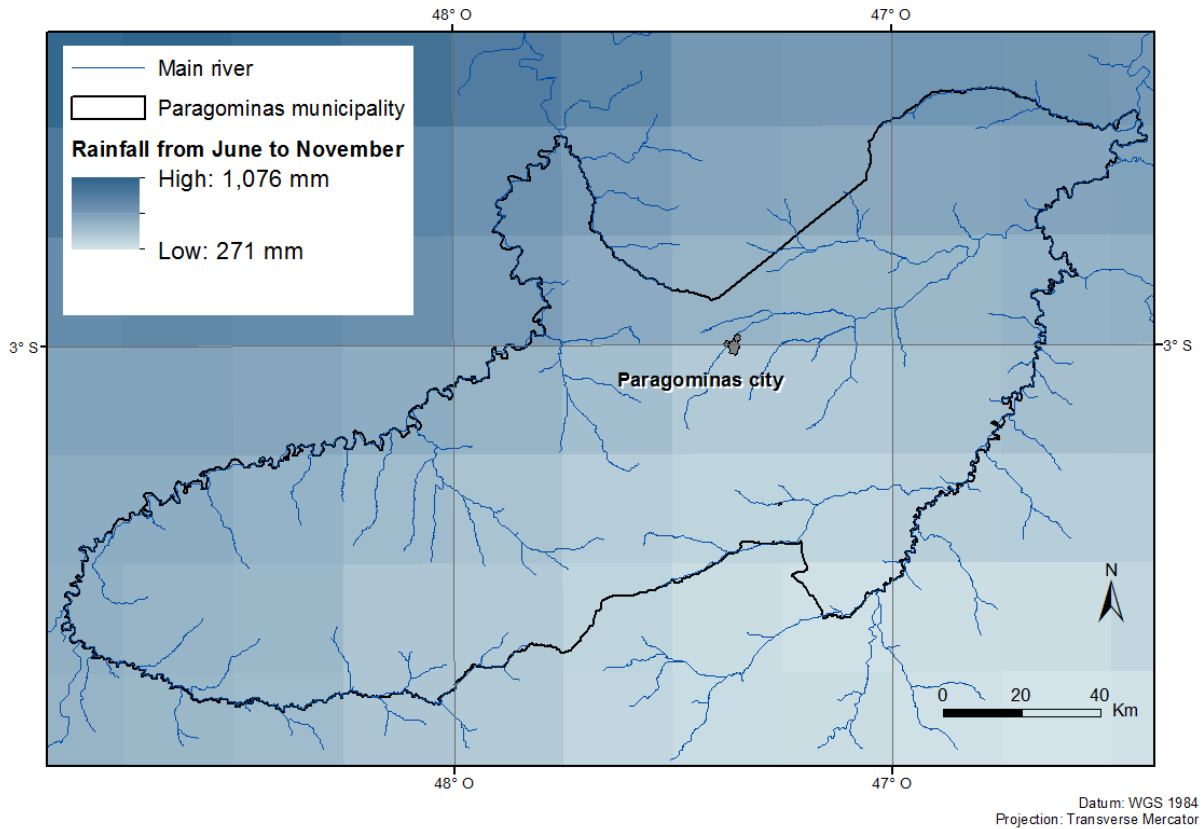 48° O
47° O
Main river
Paragominas municipality
Rainfall from June to November
High: 1,076 mm
Low: 271 mm
3° S
3° S
Paragominas city
N
0 20 40
Km
48° O
47° O
Datum: WGS 1984
Projection: Transverse Mercator